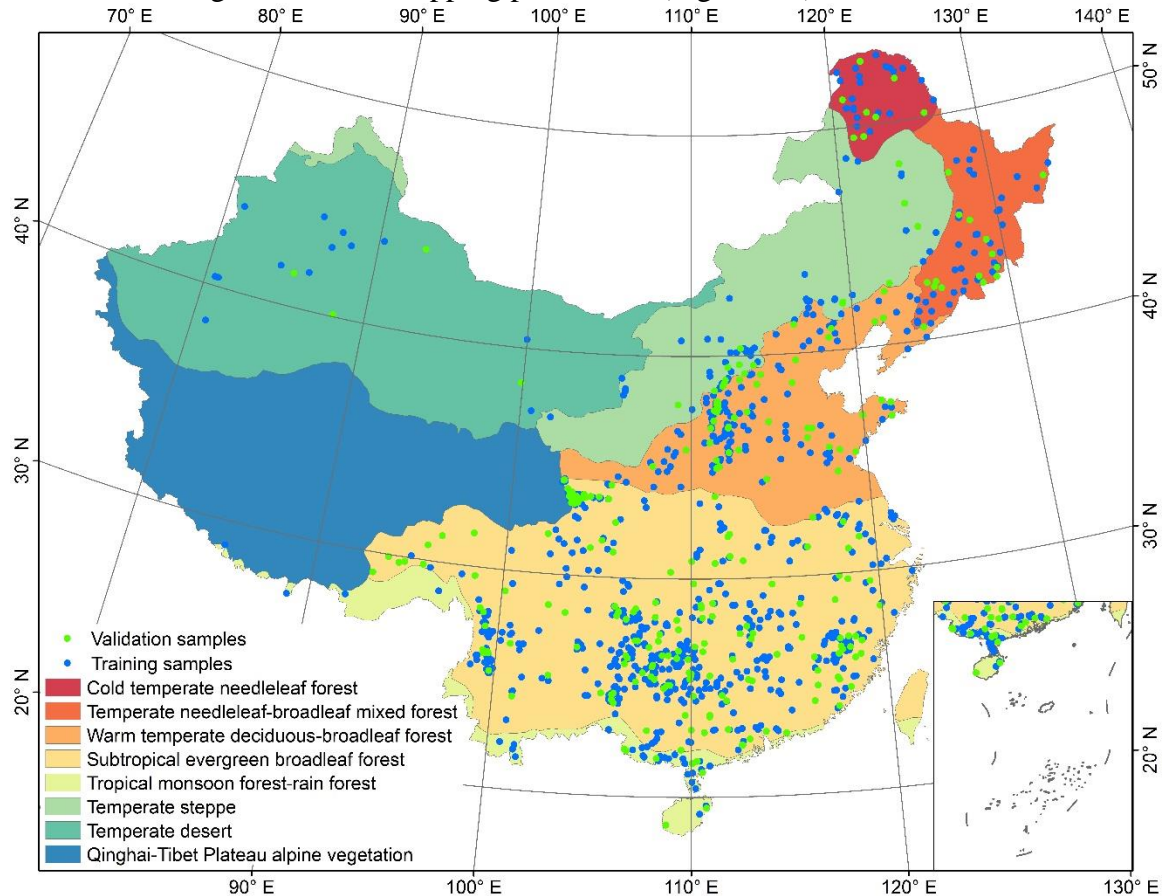 70° E 80° E 90° E 100° E 110° E 120° E 130° E 140° E
50° N
40° N
40° N
30° N
30° N
20° N
20° N
Validation samples
Training samples
Cold temperate needleleaf forest
Temperate needleleaf-broadleaf mixed forest
Warm temperate deciduous-broadleaf forest
Subtropical evergreen broadleaf forest
Tropical monsoon forest-rain forest
Temperate steppe
Temperate desert
Qinghai-Tibet Plateau alpine vegetation
90° E 100° E 110° E 120° E 130° E